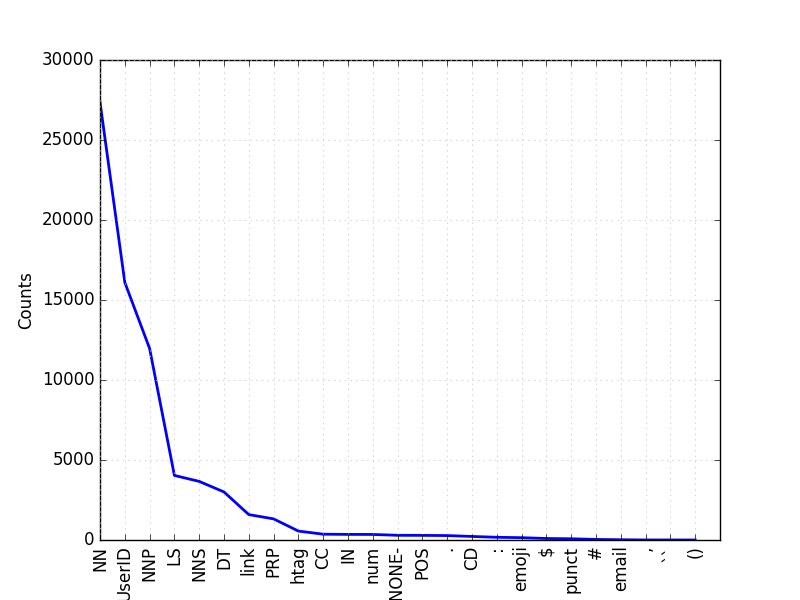 30000
25000
20000
15000
10000
5000
0
Counts
NN
UserID
NNP
LS
NNS
DT
link
PRP
htag
CC
IN
num
NONE-
POS
.
CD
:
emoji
$
punct
#
email
,
``
()